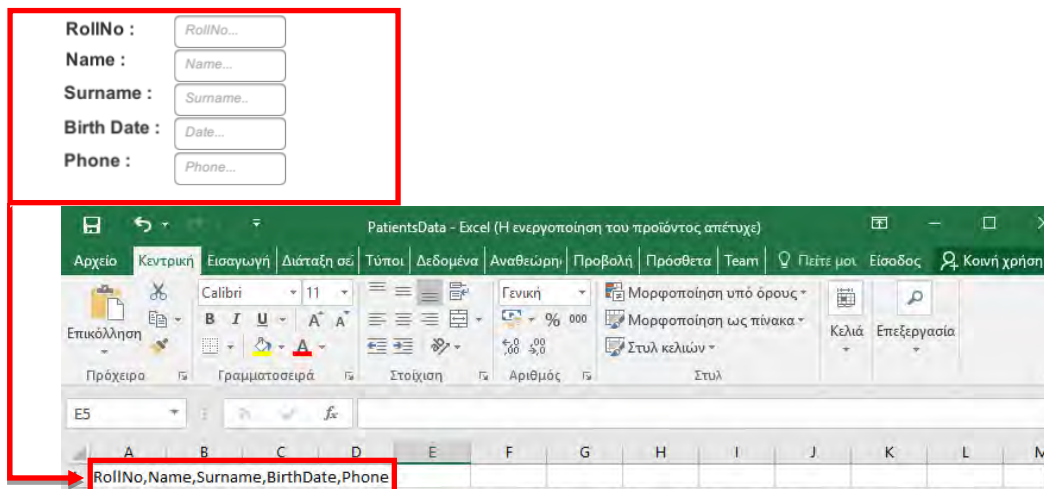 RollNo : RollNo...
Name : Name...
Surname : Surname..
Birth Date : Date...
Phone : Phone...
PatientsData - Excel (Η ενεργοποίηση του προϊόντος απέτυχε)
Αρχείο Κεντρική Εισαγωγή Διάταξη σε Τύποι Δεδομένα Αναθεώρη Προβολή Πρόσθετα Team Πείτε μου Είσοδος Κοινή χρήση
Calibri 11 Γενική Μορφοποίηση υπό όρους
Επικόλληση B I U A A % 000 Μορφοποίηση ως πίνακα Κελιά Επεξεργασία
Στυλ κελιών
Πρόχειρο Γραμματοσειρά Στοίχιση Αριθμός Στυλ
E5 fx
A B C D E F G H I J K L M
RollNo,Name,Surname,BirthDate,Phone